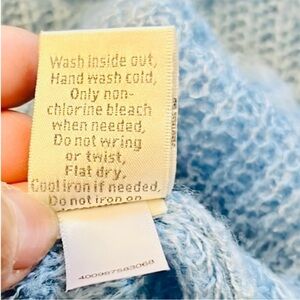 Wash inside out,
Hand wash cold,
Only non-
chlorine bleach
when needed,
Do not wring
or twist,
Flat dry,
Cool iron if needed,
Do not iron on